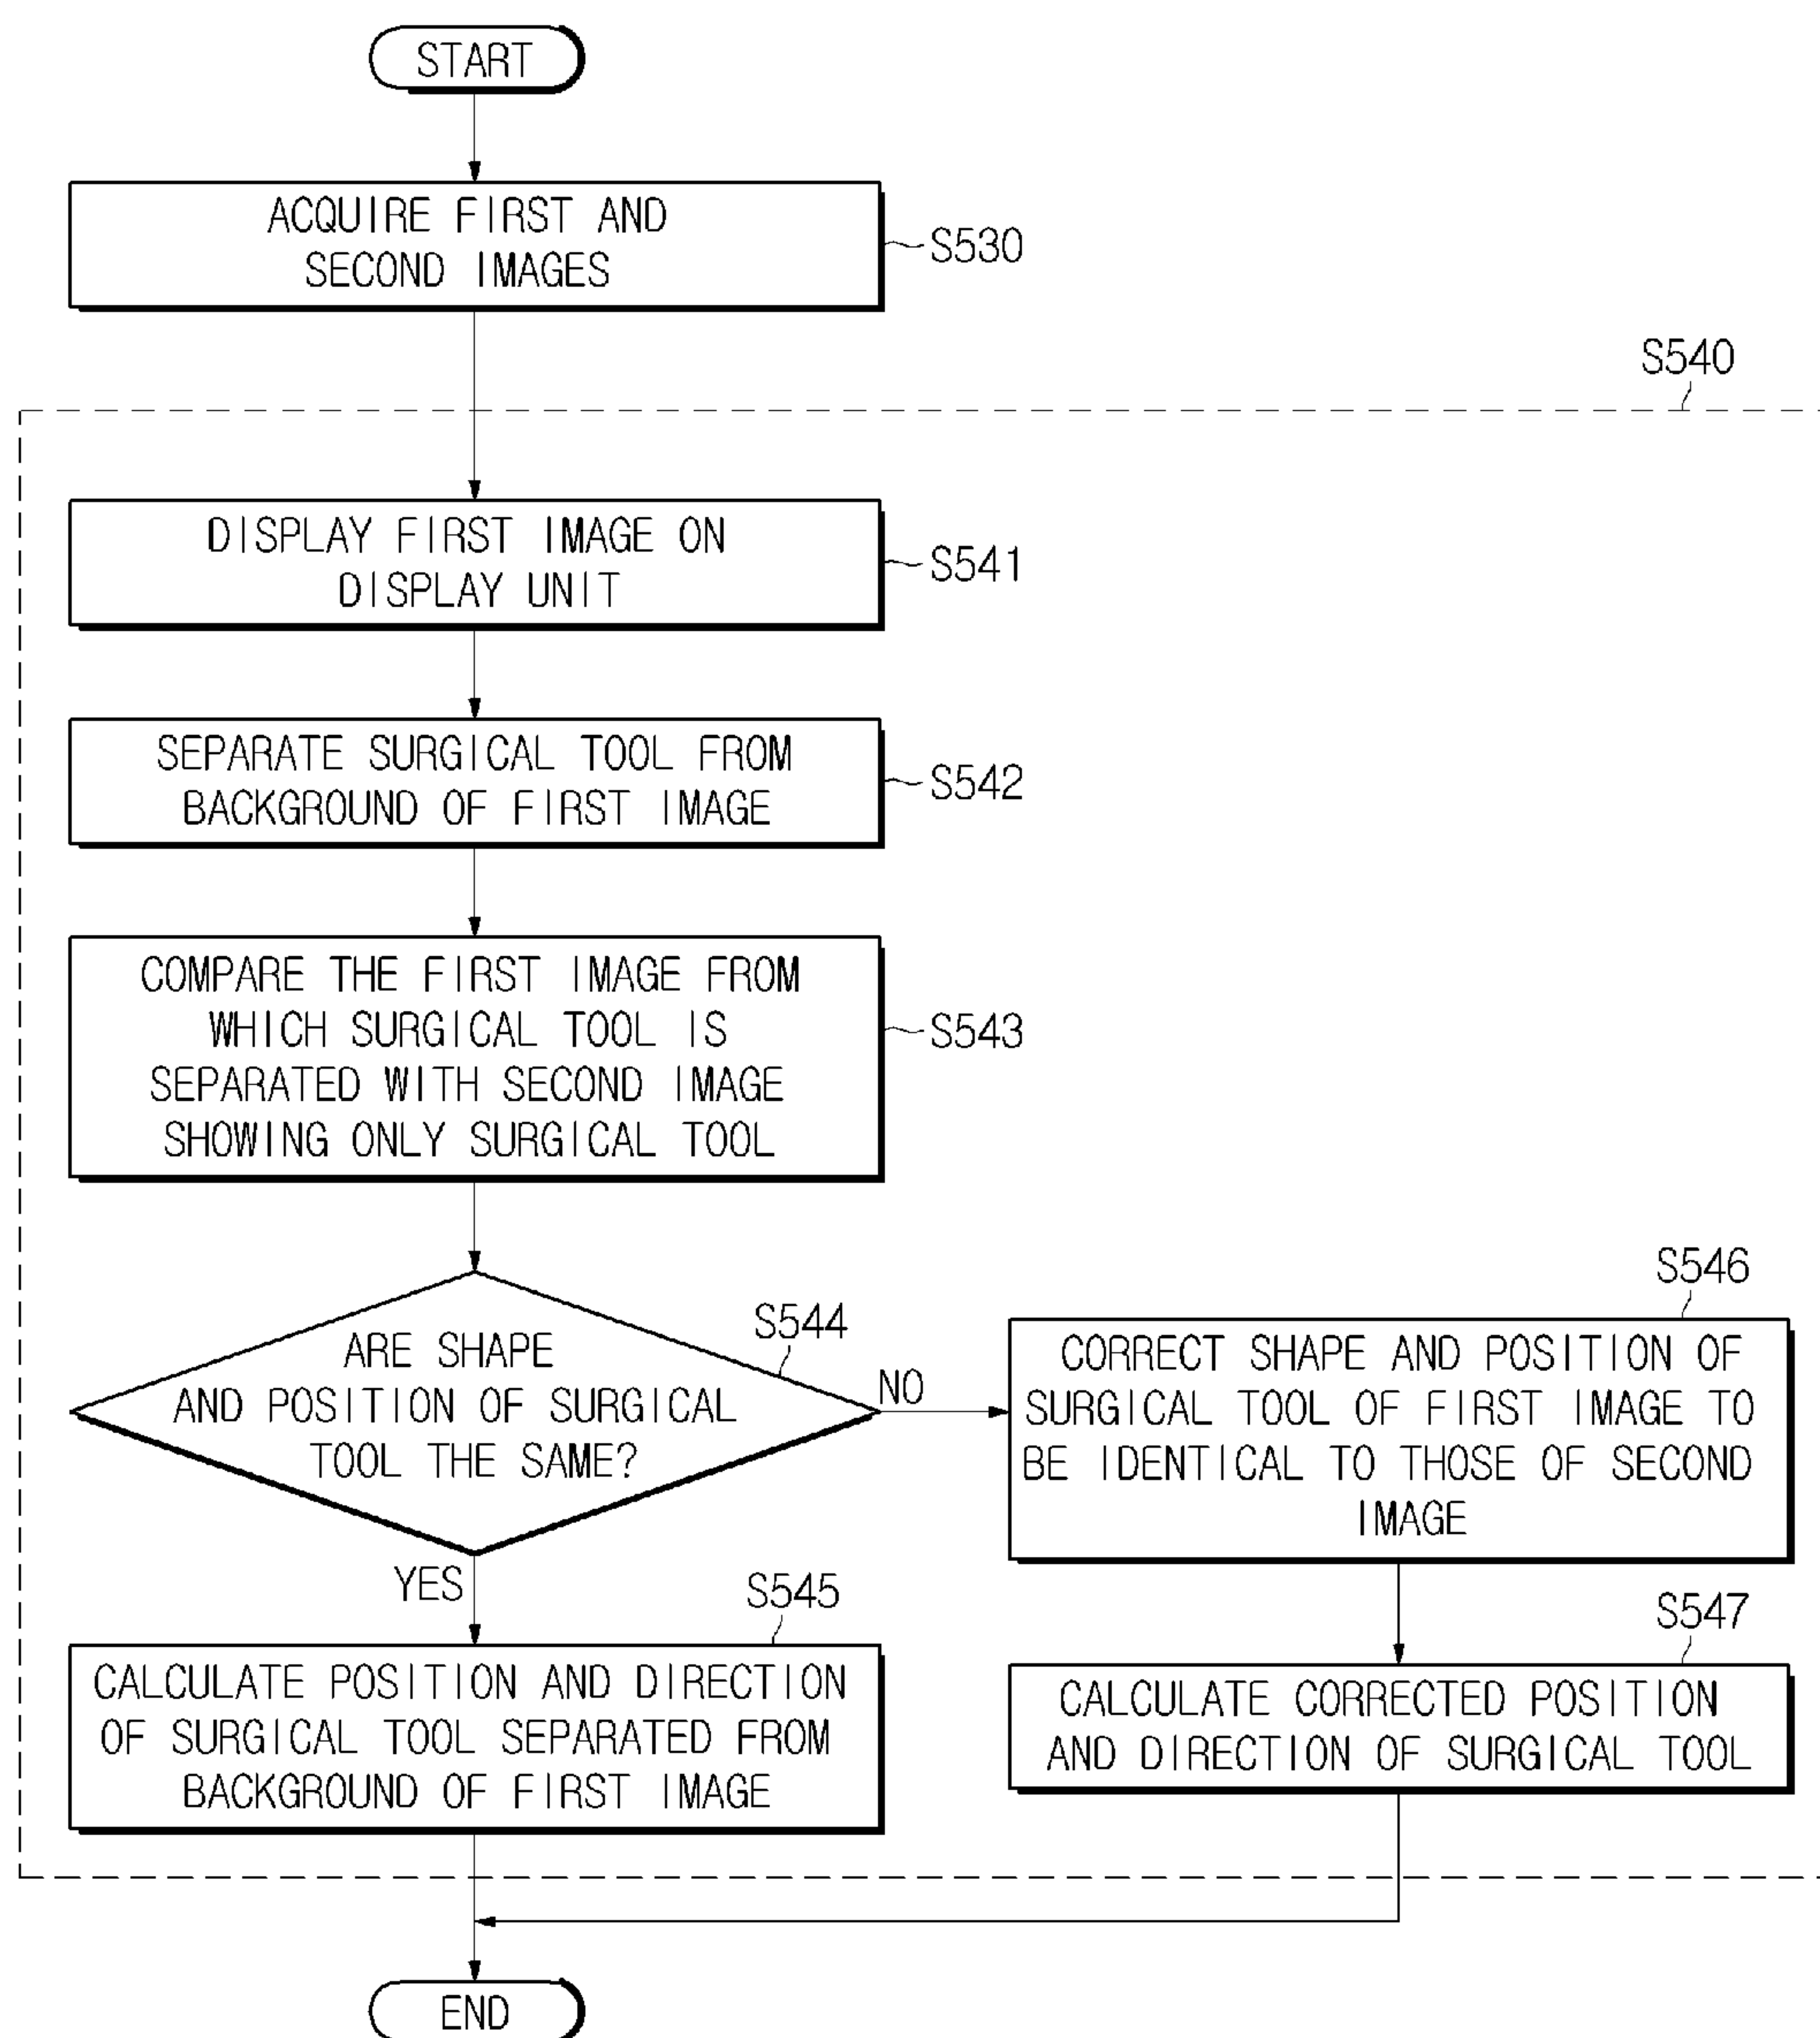 START
ACQUIRE FIRST AND
SECOND IMAGES
S530
S540
DISPLAY FIRST IMAGE ON
DISPLAY UNIT
S541
SEPARATE SURGICAL TOOL FROM
BACKGROUND OF FIRST IMAGE
S542
COMPARE THE FIRST IMAGE FROM
WHICH SURGICAL TOOL IS
SEPARATED WITH SECOND IMAGE
SHOWING ONLY SURGICAL TOOL
S543
S544
ARE SHAPE
AND POSITION OF SURGICAL
TOOL THE SAME?
NO
S546
CORRECT SHAPE AND POSITION OF
SURGICAL TOOL OF FIRST IMAGE TO
BE IDENTICAL TO THOSE OF SECOND
IMAGE
YES
S545
CALCULATE POSITION AND DIRECTION
OF SURGICAL TOOL SEPARATED FROM
BACKGROUND OF FIRST IMAGE
S547
CALCULATE CORRECTED POSITION
AND DIRECTION OF SURGICAL TOOL
END